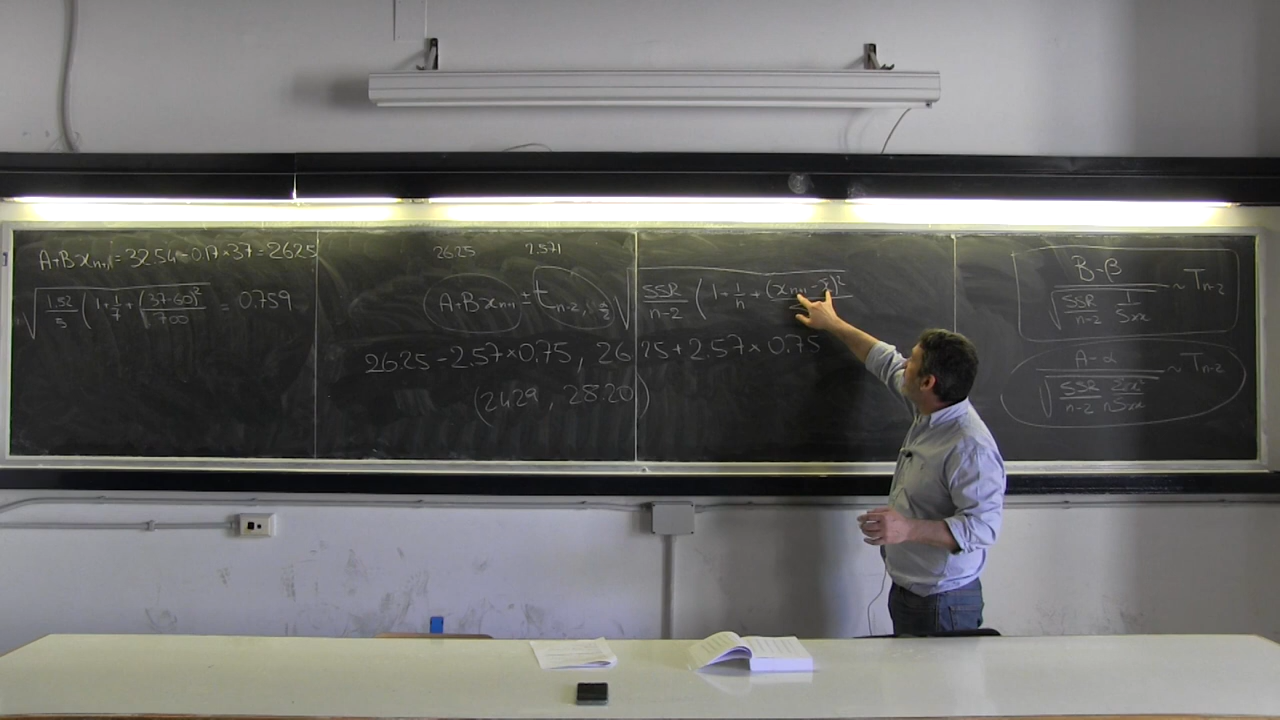 A+Bx_{n+1} = 32.54 - 0.17×37 = 26.25
√(1.52/5 (1+1/7+(37-60)²/700)) = 0.759
26.25 2.571
A+Bx_{n+1} ± t_{n-2, α/2} √(SSR/(n-2) (1+1/n+(x_{n+1}-x̄)²
26.25-2.57×0.75, 26.25+2.57×0.75
(24.29, 28.20)
(B-β)/√(SSR/(n-2) 1/Sxx) ~ T_{n-2}
(A-α)/√(SSR/(n-2) Σx²/(n Sxx)) ~ T_{n-2}